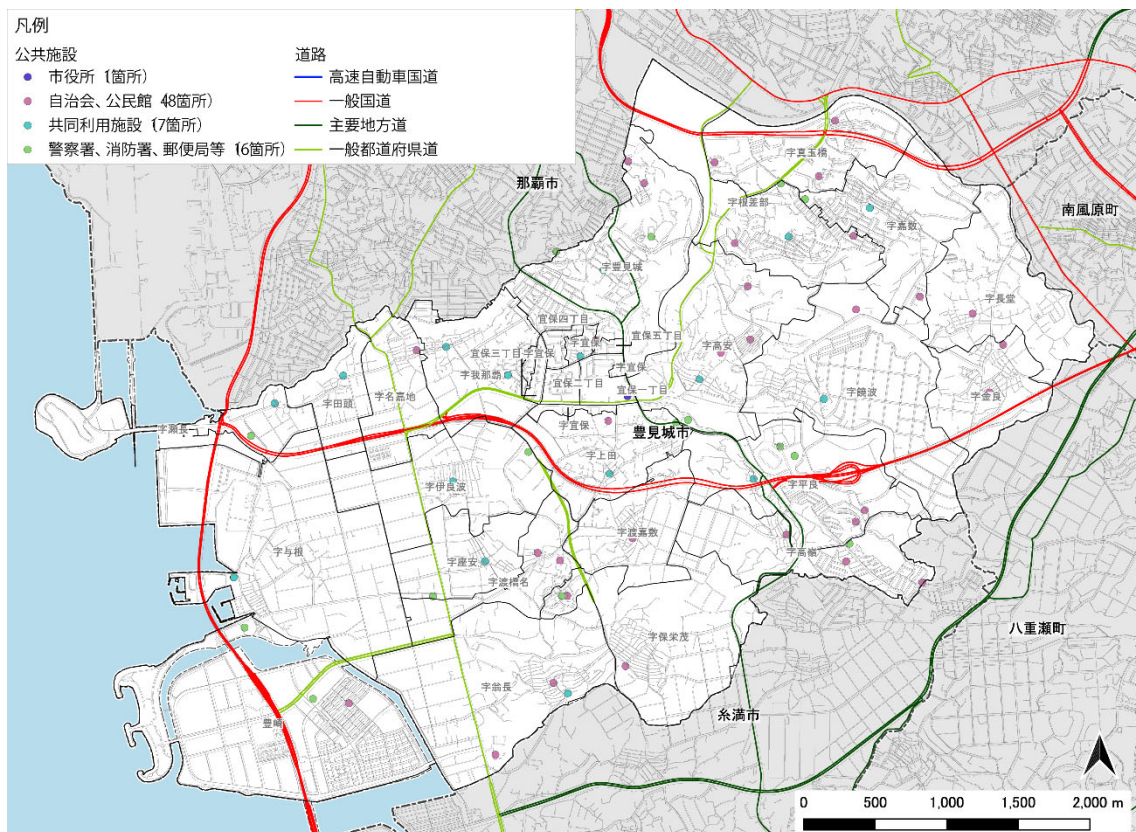 凡例
公共施設
市役所 (1箇所)
自治会、公民館 48箇所)
共同利用施設 (7箇所)
警察署、消防署、郵便局等 (6箇所)
道路
高速自動車国道
一般国道
主要地方道
一般都道府県道
那覇市
南風原町
字真玉橋
字根差部
字嘉数
字豊見城
字長堂
宜保四丁目
字宜保
宜保五丁目
宜保三丁目
字宜保
字高安
字我那覇
字宜保
宜保二丁目
宜保一丁目
字田頭
字名嘉地
字饒波
字金良
字瀬長
字宜保
豊見城市
字上田
字伊良波
字平良
字与根
字渡嘉敷
字高嶺
字座安
字渡橋名
字保栄茂
八重瀬町
字翁長
糸満市
豊崎
0 500 1,000 1,500 2,000 m